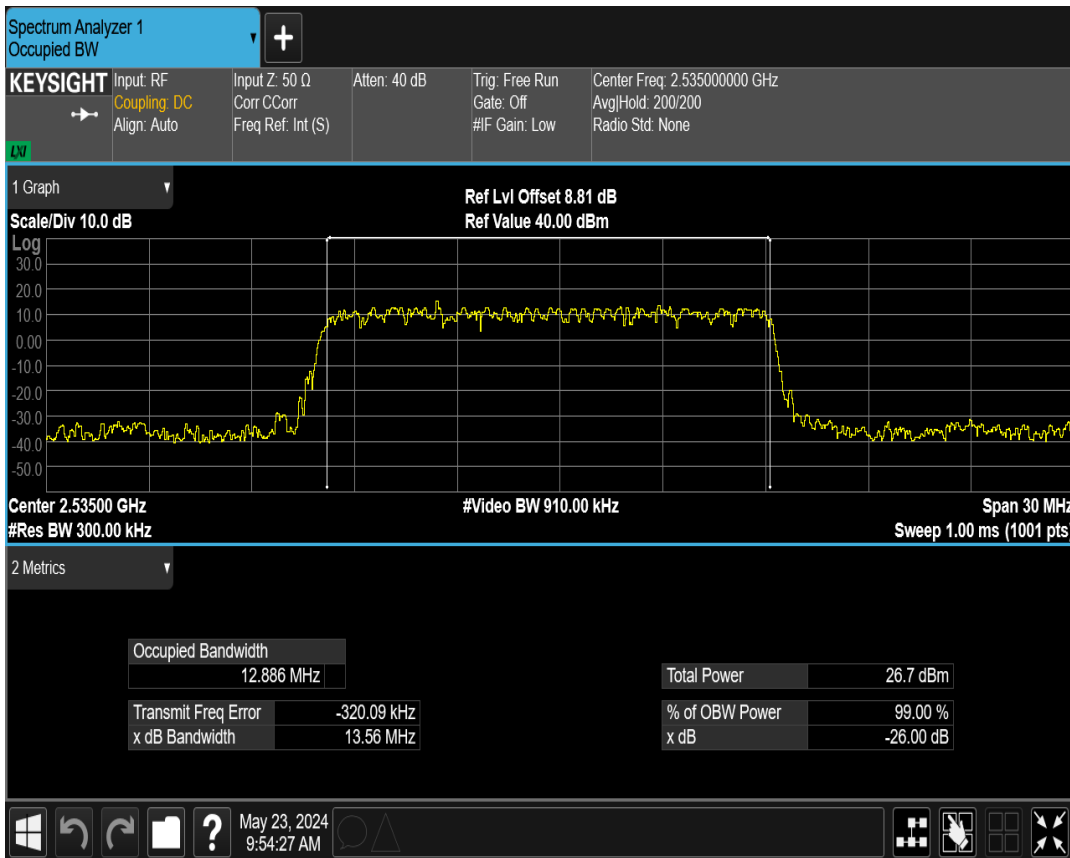 Spectrum Analyzer 1
Occupied BW
KEYSIGHT
LXI
Input: RF
Coupling: DC
Align: Auto
Input Z: 50 Ω
Corr CCorr
Freq Ref: Int (S)
Atten: 40 dB
Trig: Free Run
Gate: Off
#IF Gain: Low
Center Freq: 2.535000000 GHz
Avg|Hold: 200/200
Radio Std: None
1 Graph
Scale/Div 10.0 dB
Ref Lvl Offset 8.81 dB
Ref Value 40.00 dBm
Log
30.0
20.0
10.0
0.00
-10.0
-20.0
-30.0
-40.0
-50.0
Center 2.53500 GHz
#Video BW 910.00 kHz
Span 30 MHz
#Res BW 300.00 kHz
Sweep 1.00 ms (1001 pts)
2 Metrics
Occupied Bandwidth
12.886 MHz
Total Power 26.7 dBm
Transmit Freq Error -320.09 kHz
% of OBW Power 99.00 %
x dB Bandwidth 13.56 MHz
x dB -26.00 dB
?
May 23, 2024
9:54:27 AM